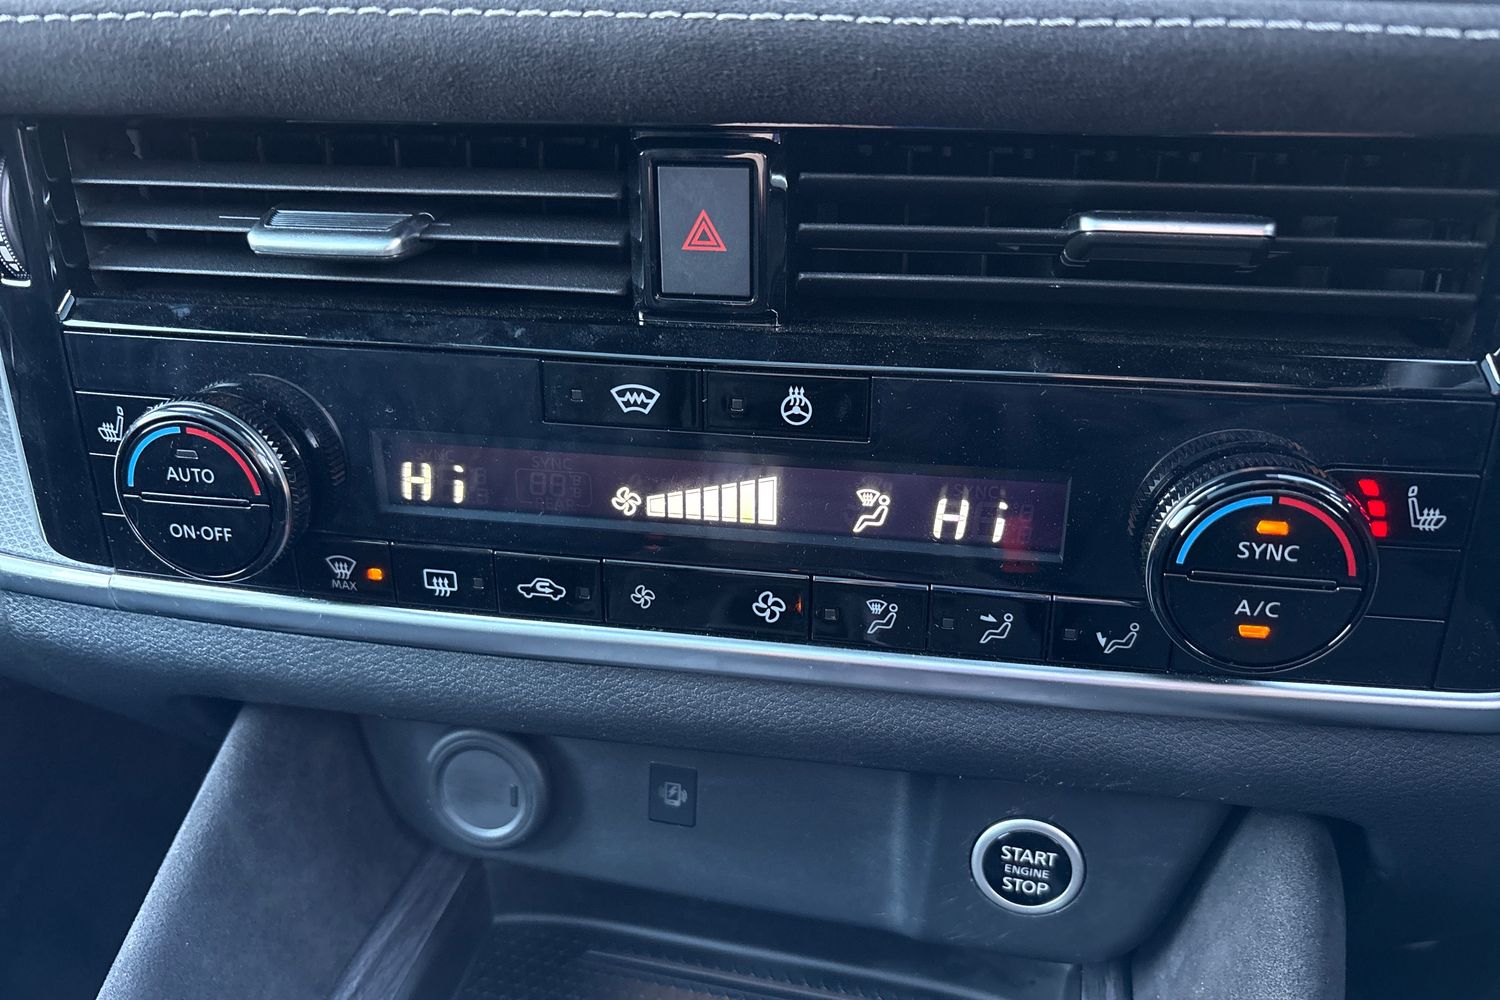 Hi
Hi
AUTO
ON·OFF
MAX
SYNC
A/C
START
ENGINE
STOP